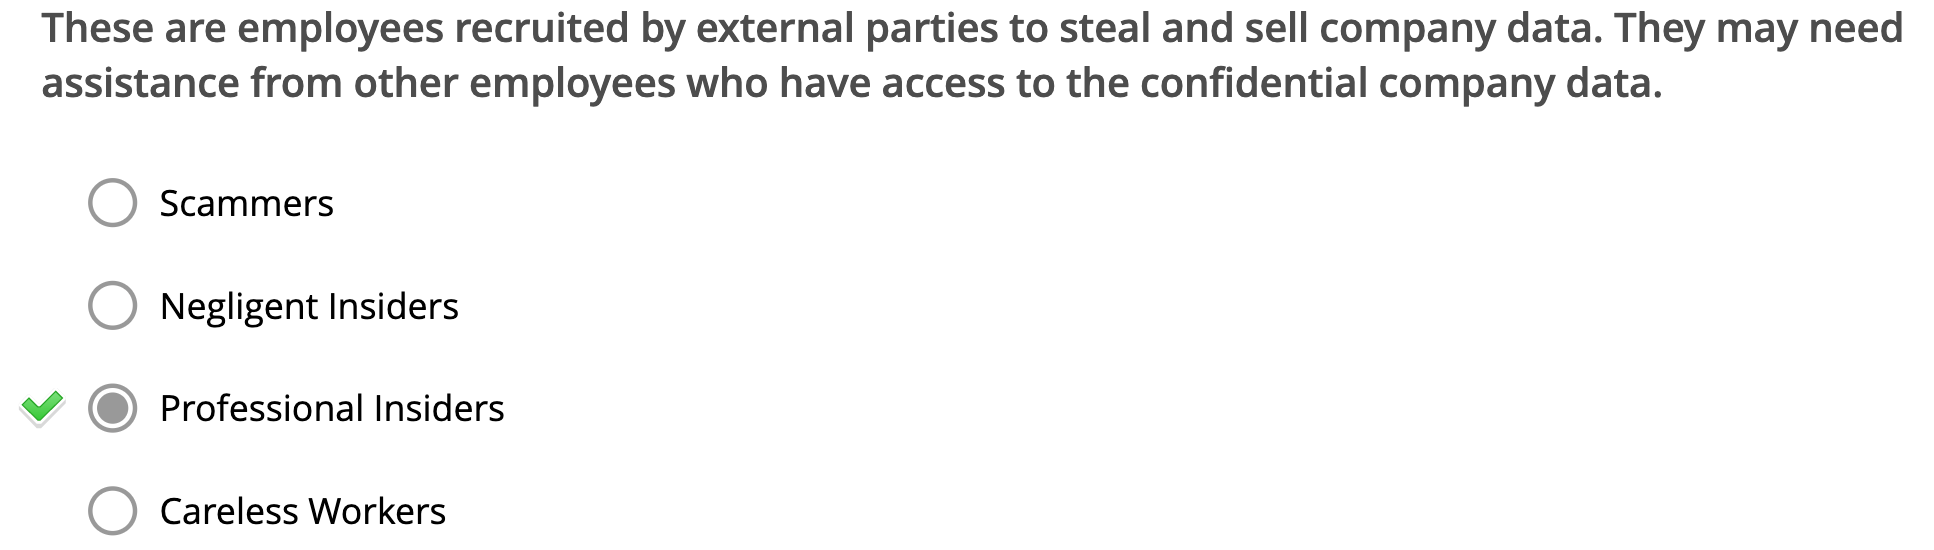 These are employees recruited by external parties to steal and sell company data. They may need
assistance from other employees who have access to the confidential company data.
Scammers
Negligent Insiders
Professional Insiders
Careless Workers